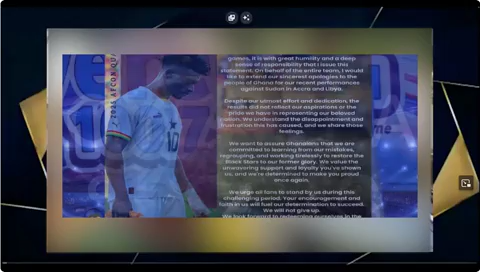 2025 AFCON QU
games. It is with great humility and a deep
sense of responsibility that I issue this
statement. On behalf of the entire team, I would
like to extend our sincerest apologies to the
people of Ghana for our recent performances
against Sudan in Accra and Libya.
Despite our utmost effort and dedication, the
results did not reflect our aspirations or the
pride we have in representing our beloved
nation. We understand the disappointment and
frustration this has caused, and we share those
feelings.
We want to assure Ghanaians that we are
committed to learning from our mistakes,
regrouping, and working tirelessly to restore the
Black Stars to our former glory. We value the
unwavering support and loyalty you've shown
us, and we're determined to make you proud
once again.
We urge all fans to stand by us during this
challenging period. Your encouragement and
faith in us will fuel our determination to succeed.
We will not give up.
We look forward to redeeming ourselves in the
10